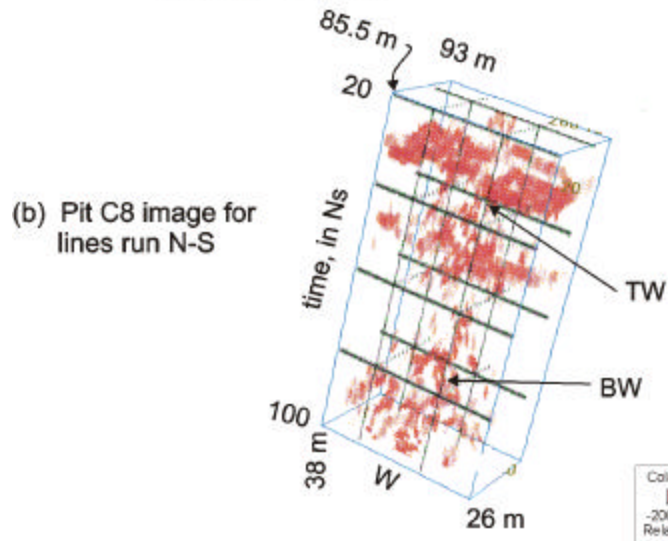 85.5 m
93 m
20
(b) Pit C8 image for
lines run N-S
time, in Ns
TW
BW
100
38 m
W
26 m